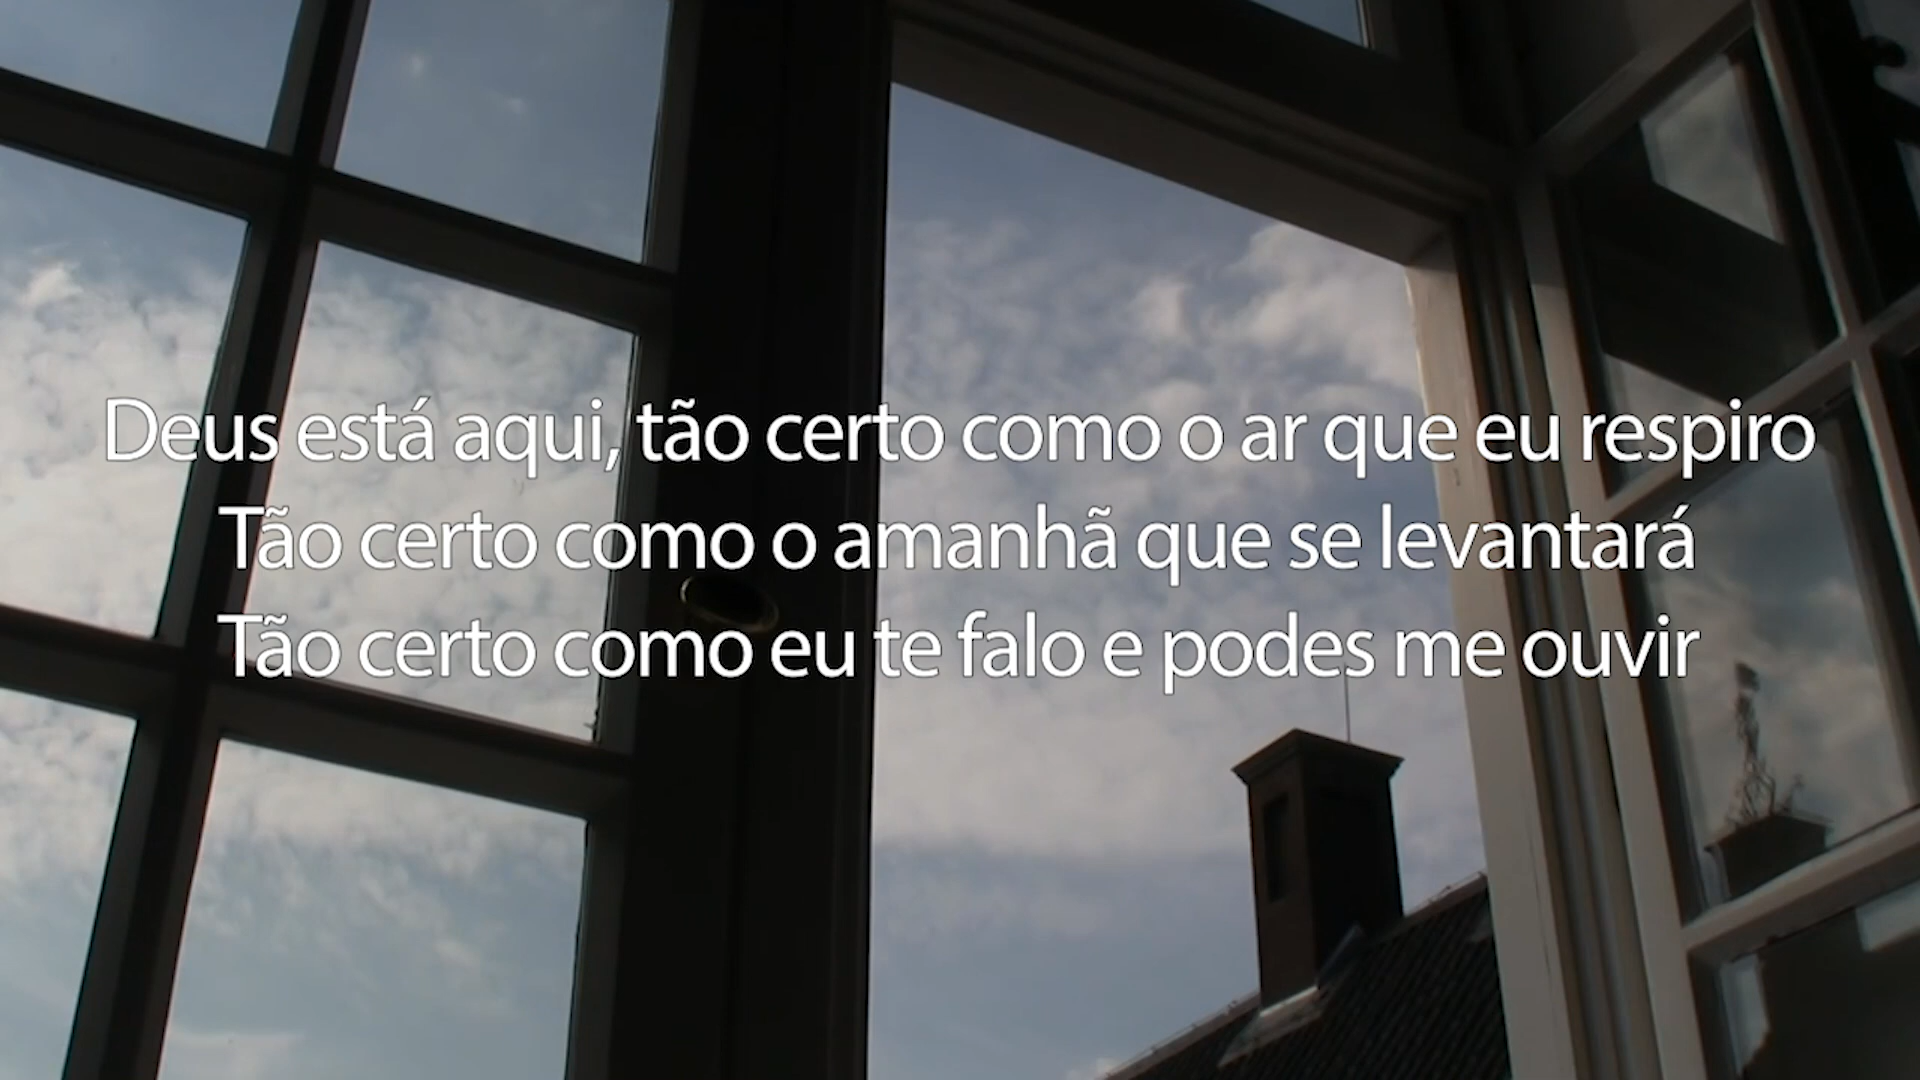 Deus está aqui, tão certo como o ar que eu respiro
Tão certo como o amanhã que se levantará
Tão certo como eu te falo e podes me ouvir